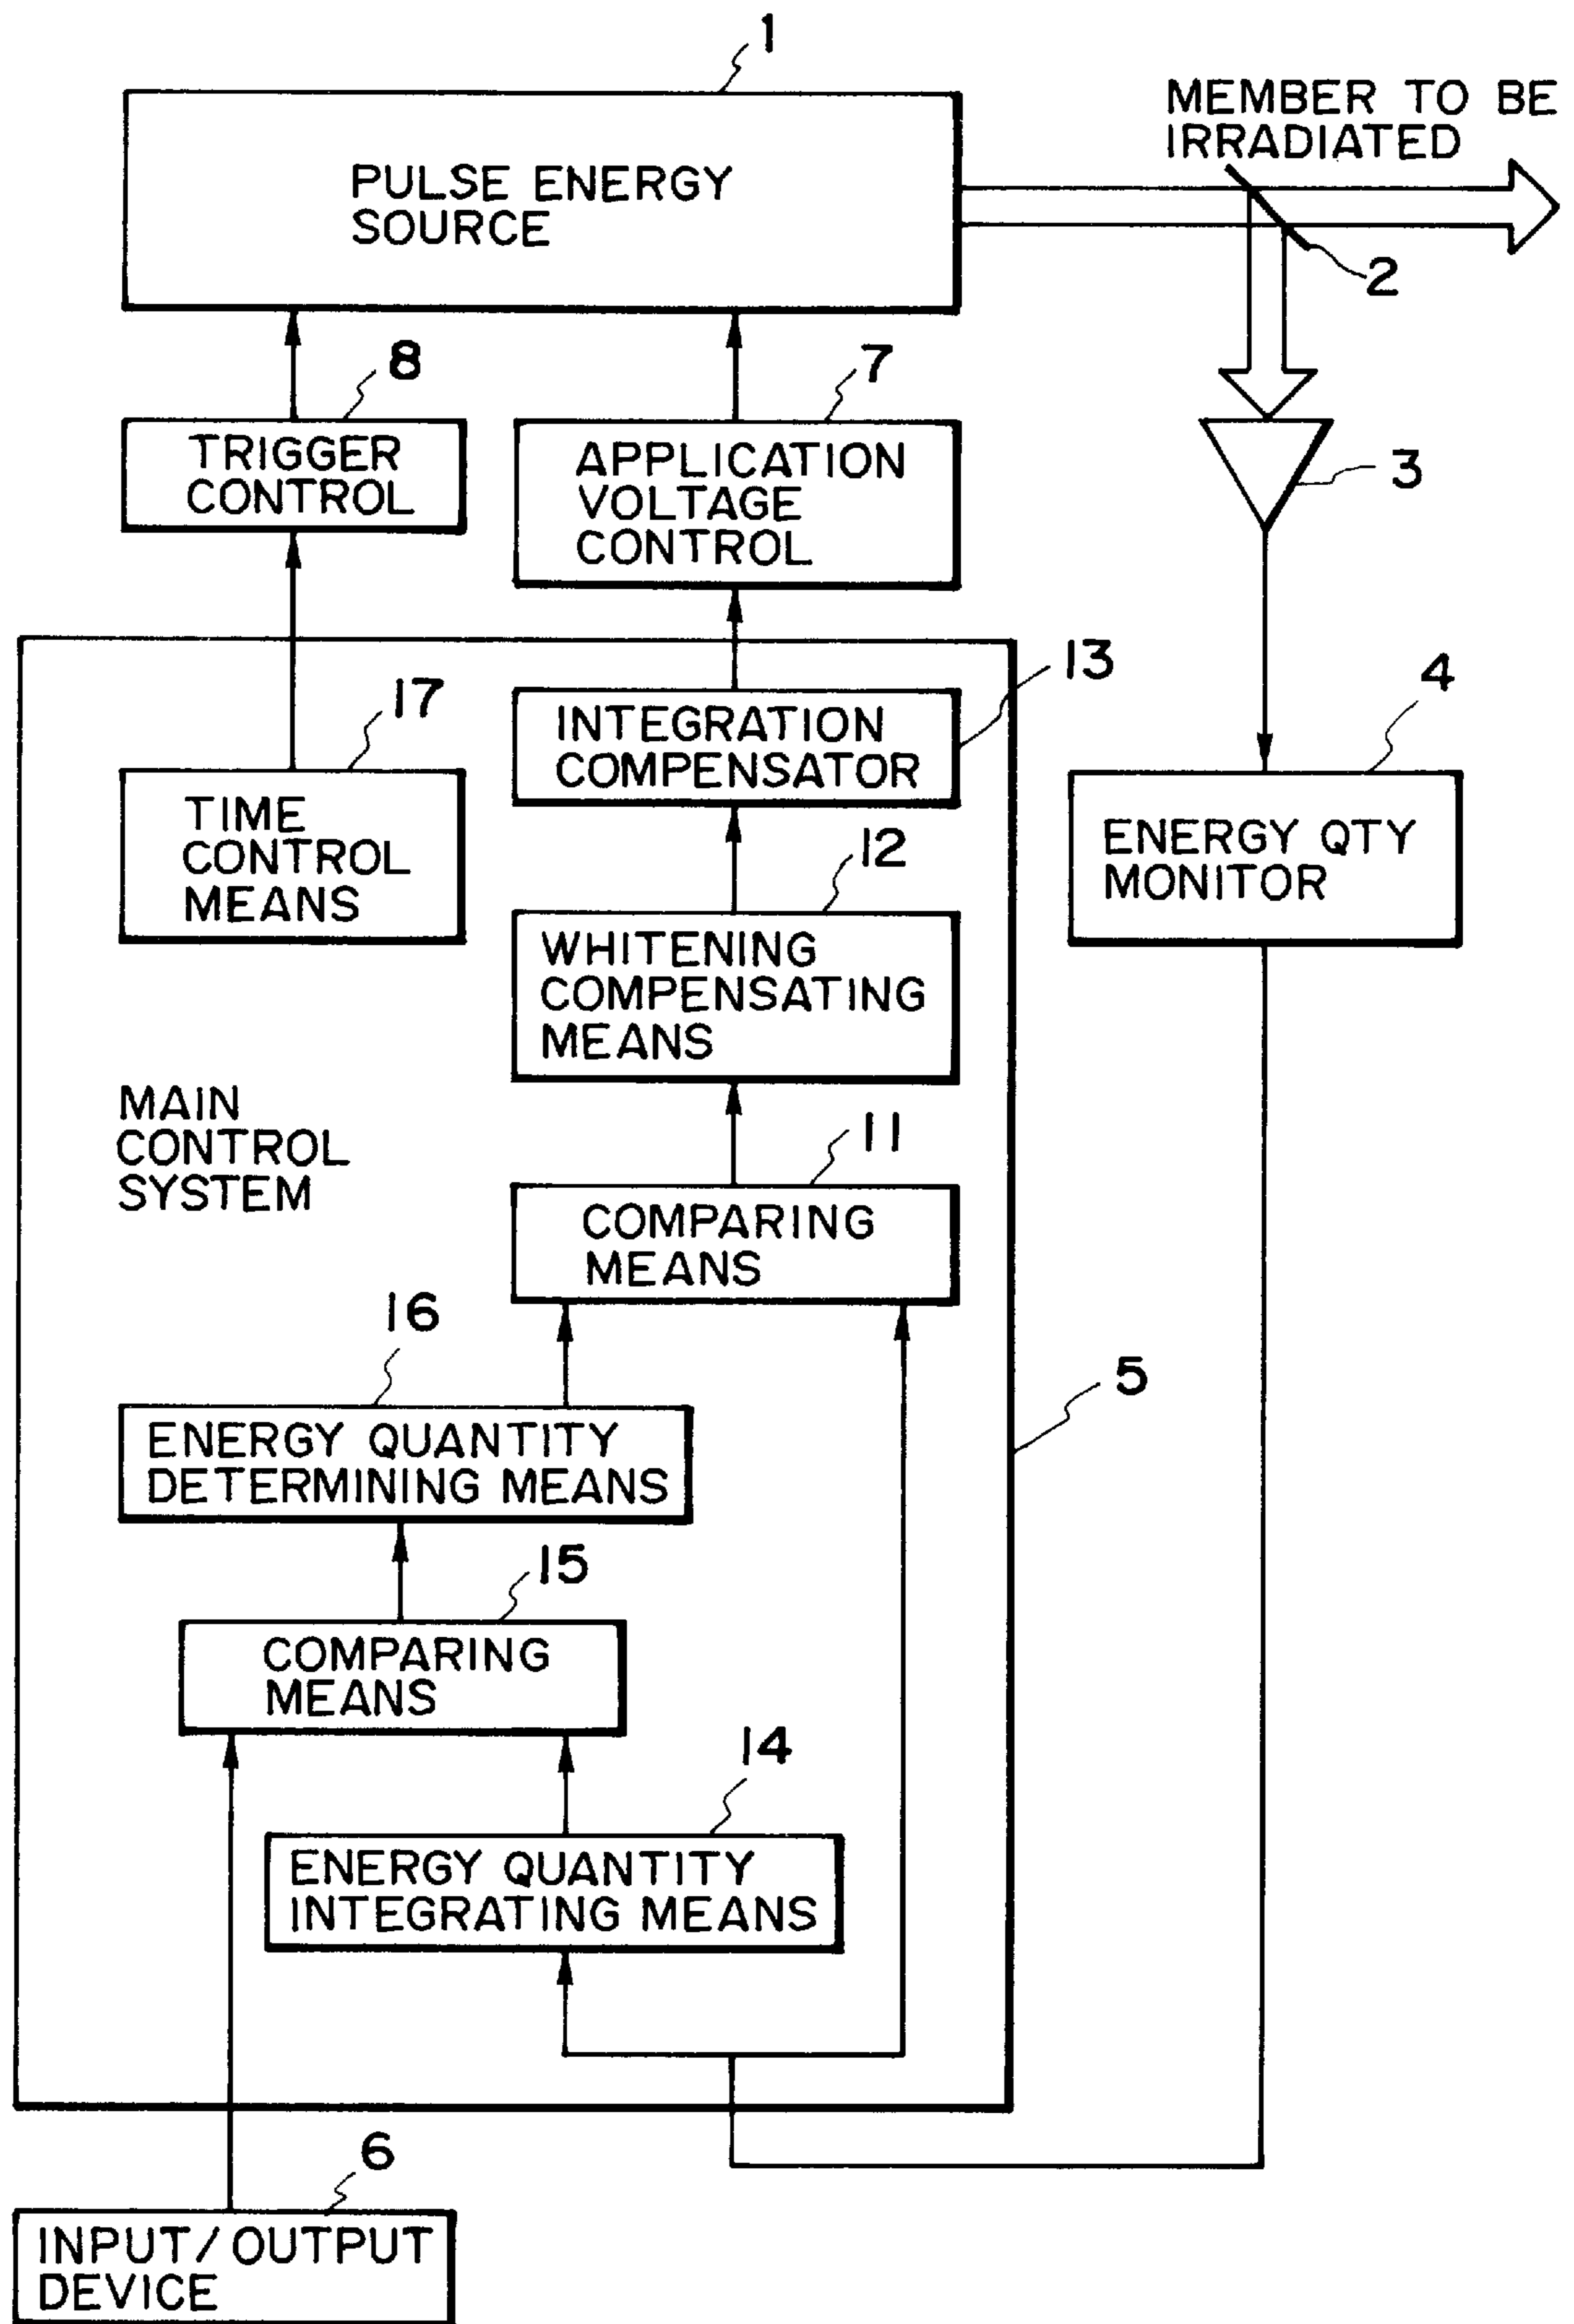 1
MEMBER TO BE
IRRADIATED
PULSE ENERGY
SOURCE
2
8
7
TRIGGER
CONTROL
APPLICATION
VOLTAGE
CONTROL
3
13
4
17
INTEGRATION
COMPENSATOR
TIME
CONTROL
MEANS
12
ENERGY QTY
MONITOR
WHITENING
COMPENSATING
MEANS
MAIN
CONTROL
SYSTEM
11
COMPARING
MEANS
16
5
ENERGY QUANTITY
DETERMINING MEANS
15
COMPARING
MEANS
14
ENERGY QUANTITY
INTEGRATING MEANS
6
INPUT/OUTPUT
DEVICE